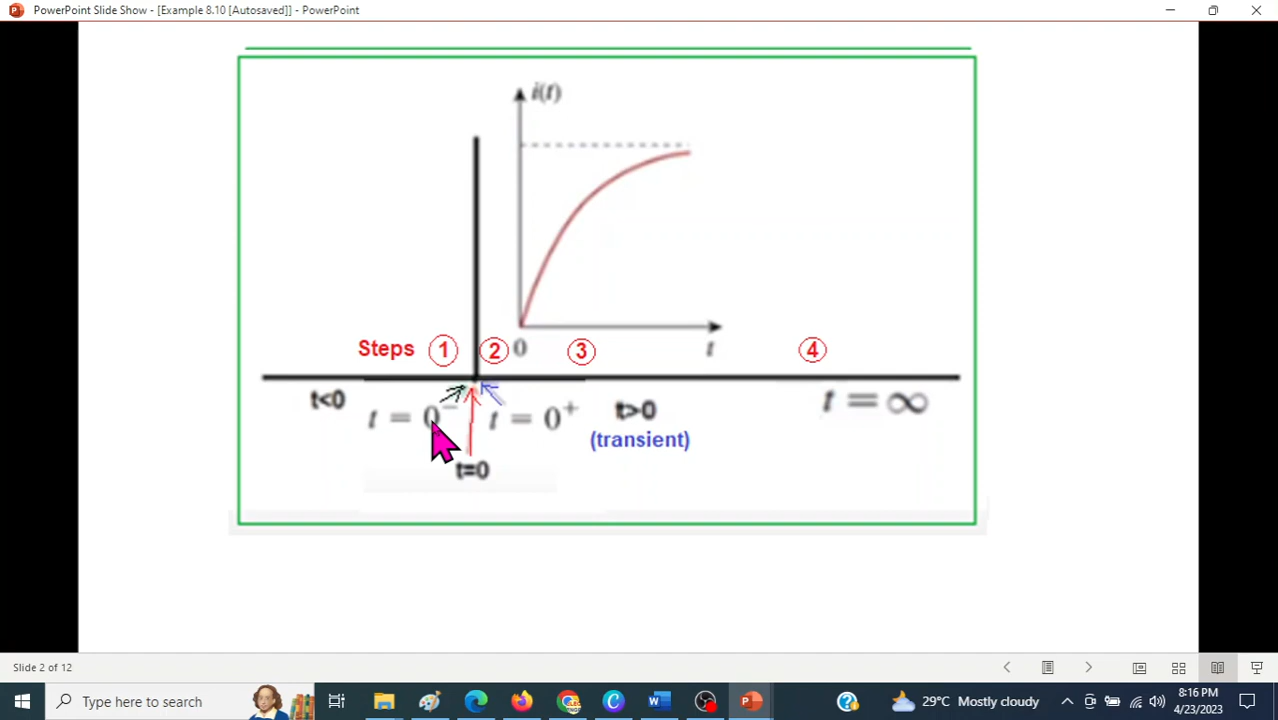 PowerPoint Slide Show - [Example 8.10 [Autosaved]] - PowerPoint
i(t)
Steps 1 2 0 3 t 4
t<0 t = 0⁻ t = 0⁺ t>0 t = ∞
(transient)
t=0
Slide 2 of 12
Type here to search
29°C Mostly cloudy
8:16 PM
4/23/2023